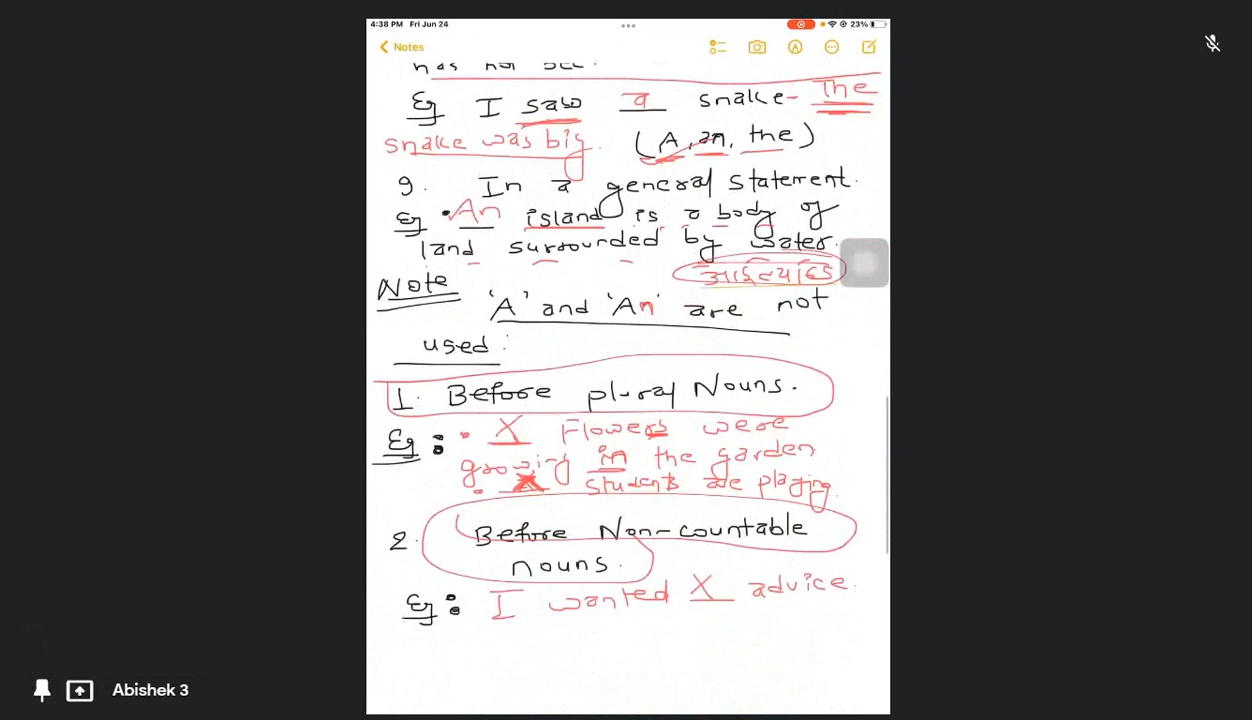 4:38 PM Fri Jun 24
23%
Notes
has not
Eg I saw a snake- The
snake was big. (A, an, the)
9. In a general statement.
Eg • An island is a body of
land surrounded by water.
Note
'A' and 'An' are not
used:
1. Before plural Nouns.
Eg: • X Flowers were
growing in the garden
• X students are playing.
2. Before Non-countable
nouns.
Eg: I wanted X advice.
Abishek 3